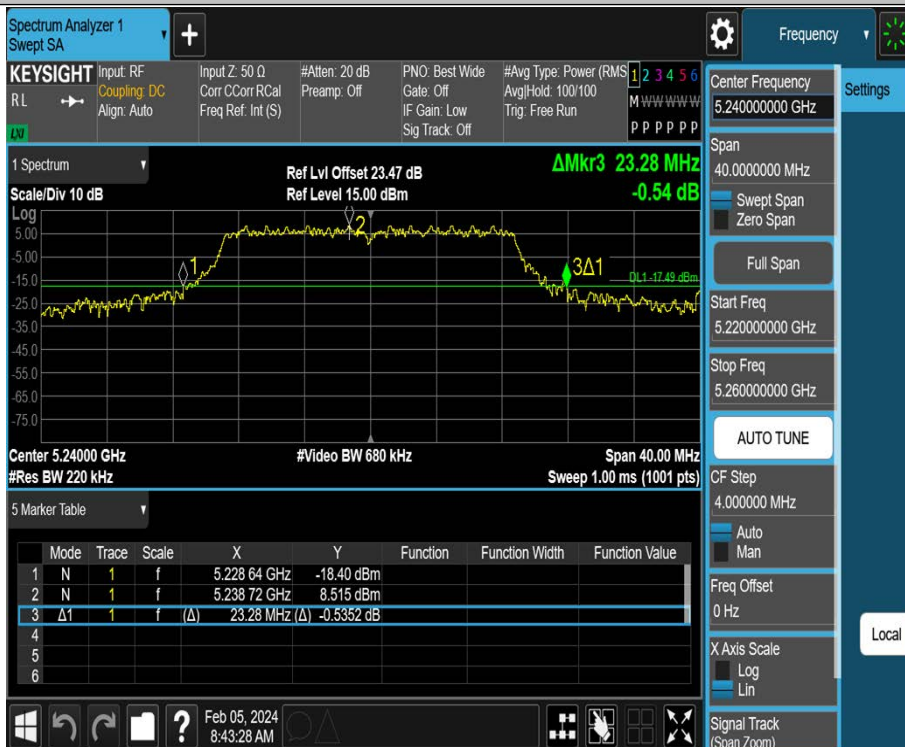 Spectrum Analyzer 1
Swept SA
+
Frequency
KEYSIGHT
RL
LXI
Input: RF
Coupling: DC
Align: Auto
Input Z: 50 Ω
Corr CCorr RCal
Freq Ref: Int (S)
#Atten: 20 dB
Preamp: Off
PNO: Best Wide
Gate: Off
IF Gain: Low
Sig Track: Off
#Avg Type: Power (RMS
Avg|Hold: 100/100
Trig: Free Run
1 2 3 4 5 6
M W W W W W
P P P P P P
Center Frequency
5.240000000 GHz
Settings
Span
40.0000000 MHz
Swept Span
Zero Span
Full Span
Start Freq
5.220000000 GHz
Stop Freq
5.260000000 GHz
AUTO TUNE
CF Step
4.000000 MHz
Auto
Man
Freq Offset
0 Hz
X Axis Scale
Log
Lin
Signal Track
(Span Zoom)
Local
1 Spectrum
Scale/Div 10 dB
Ref Lvl Offset 23.47 dB
Ref Level 15.00 dBm
ΔMkr3 23.28 MHz
-0.54 dB
Log
5.00
-5.00
-15.0
-25.0
-35.0
-45.0
-55.0
-65.0
-75.0
1
2
3Δ1
DL1 -17.49 dBm
Center 5.24000 GHz #Video BW 680 kHz Span 40.00 MHz
#Res BW 220 kHz Sweep 1.00 ms (1001 pts)
5 Marker Table
Mode Trace Scale X Y Function Function Width Function Value
1 N 1 f 5.228 64 GHz -18.40 dBm
2 N 1 f 5.238 72 GHz 8.515 dBm
3 Δ1 1 f (Δ) 23.28 MHz (Δ) -0.5352 dB
4
5
6
?
Feb 05, 2024
8:43:28 AM